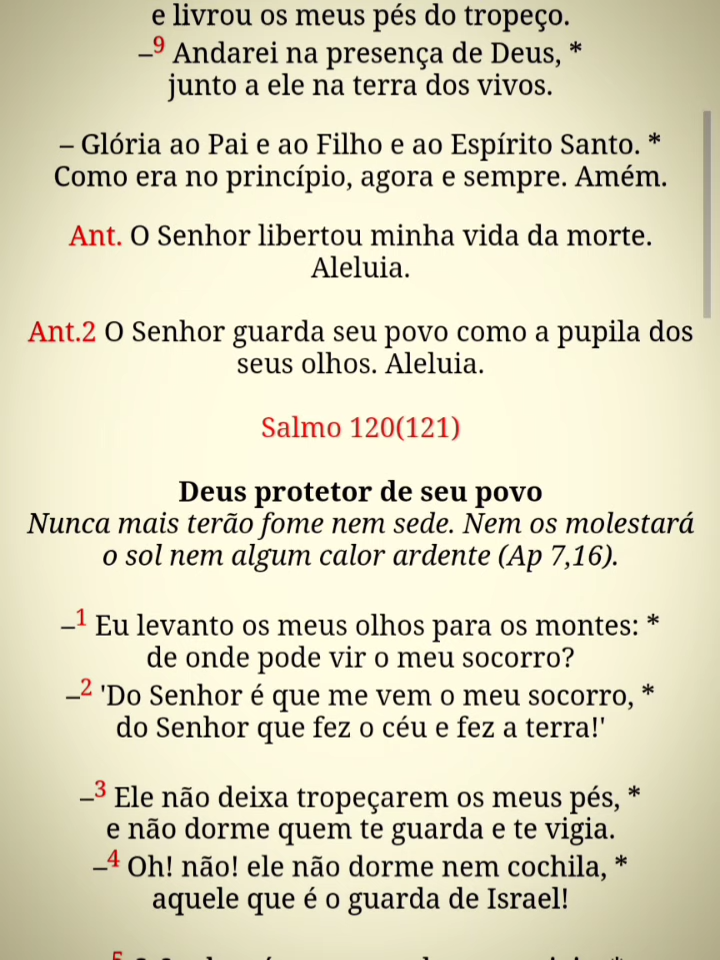 e livrou os meus pés do tropeço.
–9 Andarei na presença de Deus, *
junto a ele na terra dos vivos.
– Glória ao Pai e ao Filho e ao Espírito Santo. *
Como era no princípio, agora e sempre. Amém.
Ant. O Senhor libertou minha vida da morte.
Aleluia.
Ant.2 O Senhor guarda seu povo como a pupila dos
seus olhos. Aleluia.
Salmo 120(121)
Deus protetor de seu povo
Nunca mais terão fome nem sede. Nem os molestará
o sol nem algum calor ardente (Ap 7,16).
–1 Eu levanto os meus olhos para os montes: *
de onde pode vir o meu socorro?
–2 'Do Senhor é que me vem o meu socorro, *
do Senhor que fez o céu e fez a terra!'
–3 Ele não deixa tropeçarem os meus pés, *
e não dorme quem te guarda e te vigia.
–4 Oh! não! ele não dorme nem cochila, *
aquele que é o guarda de Israel!